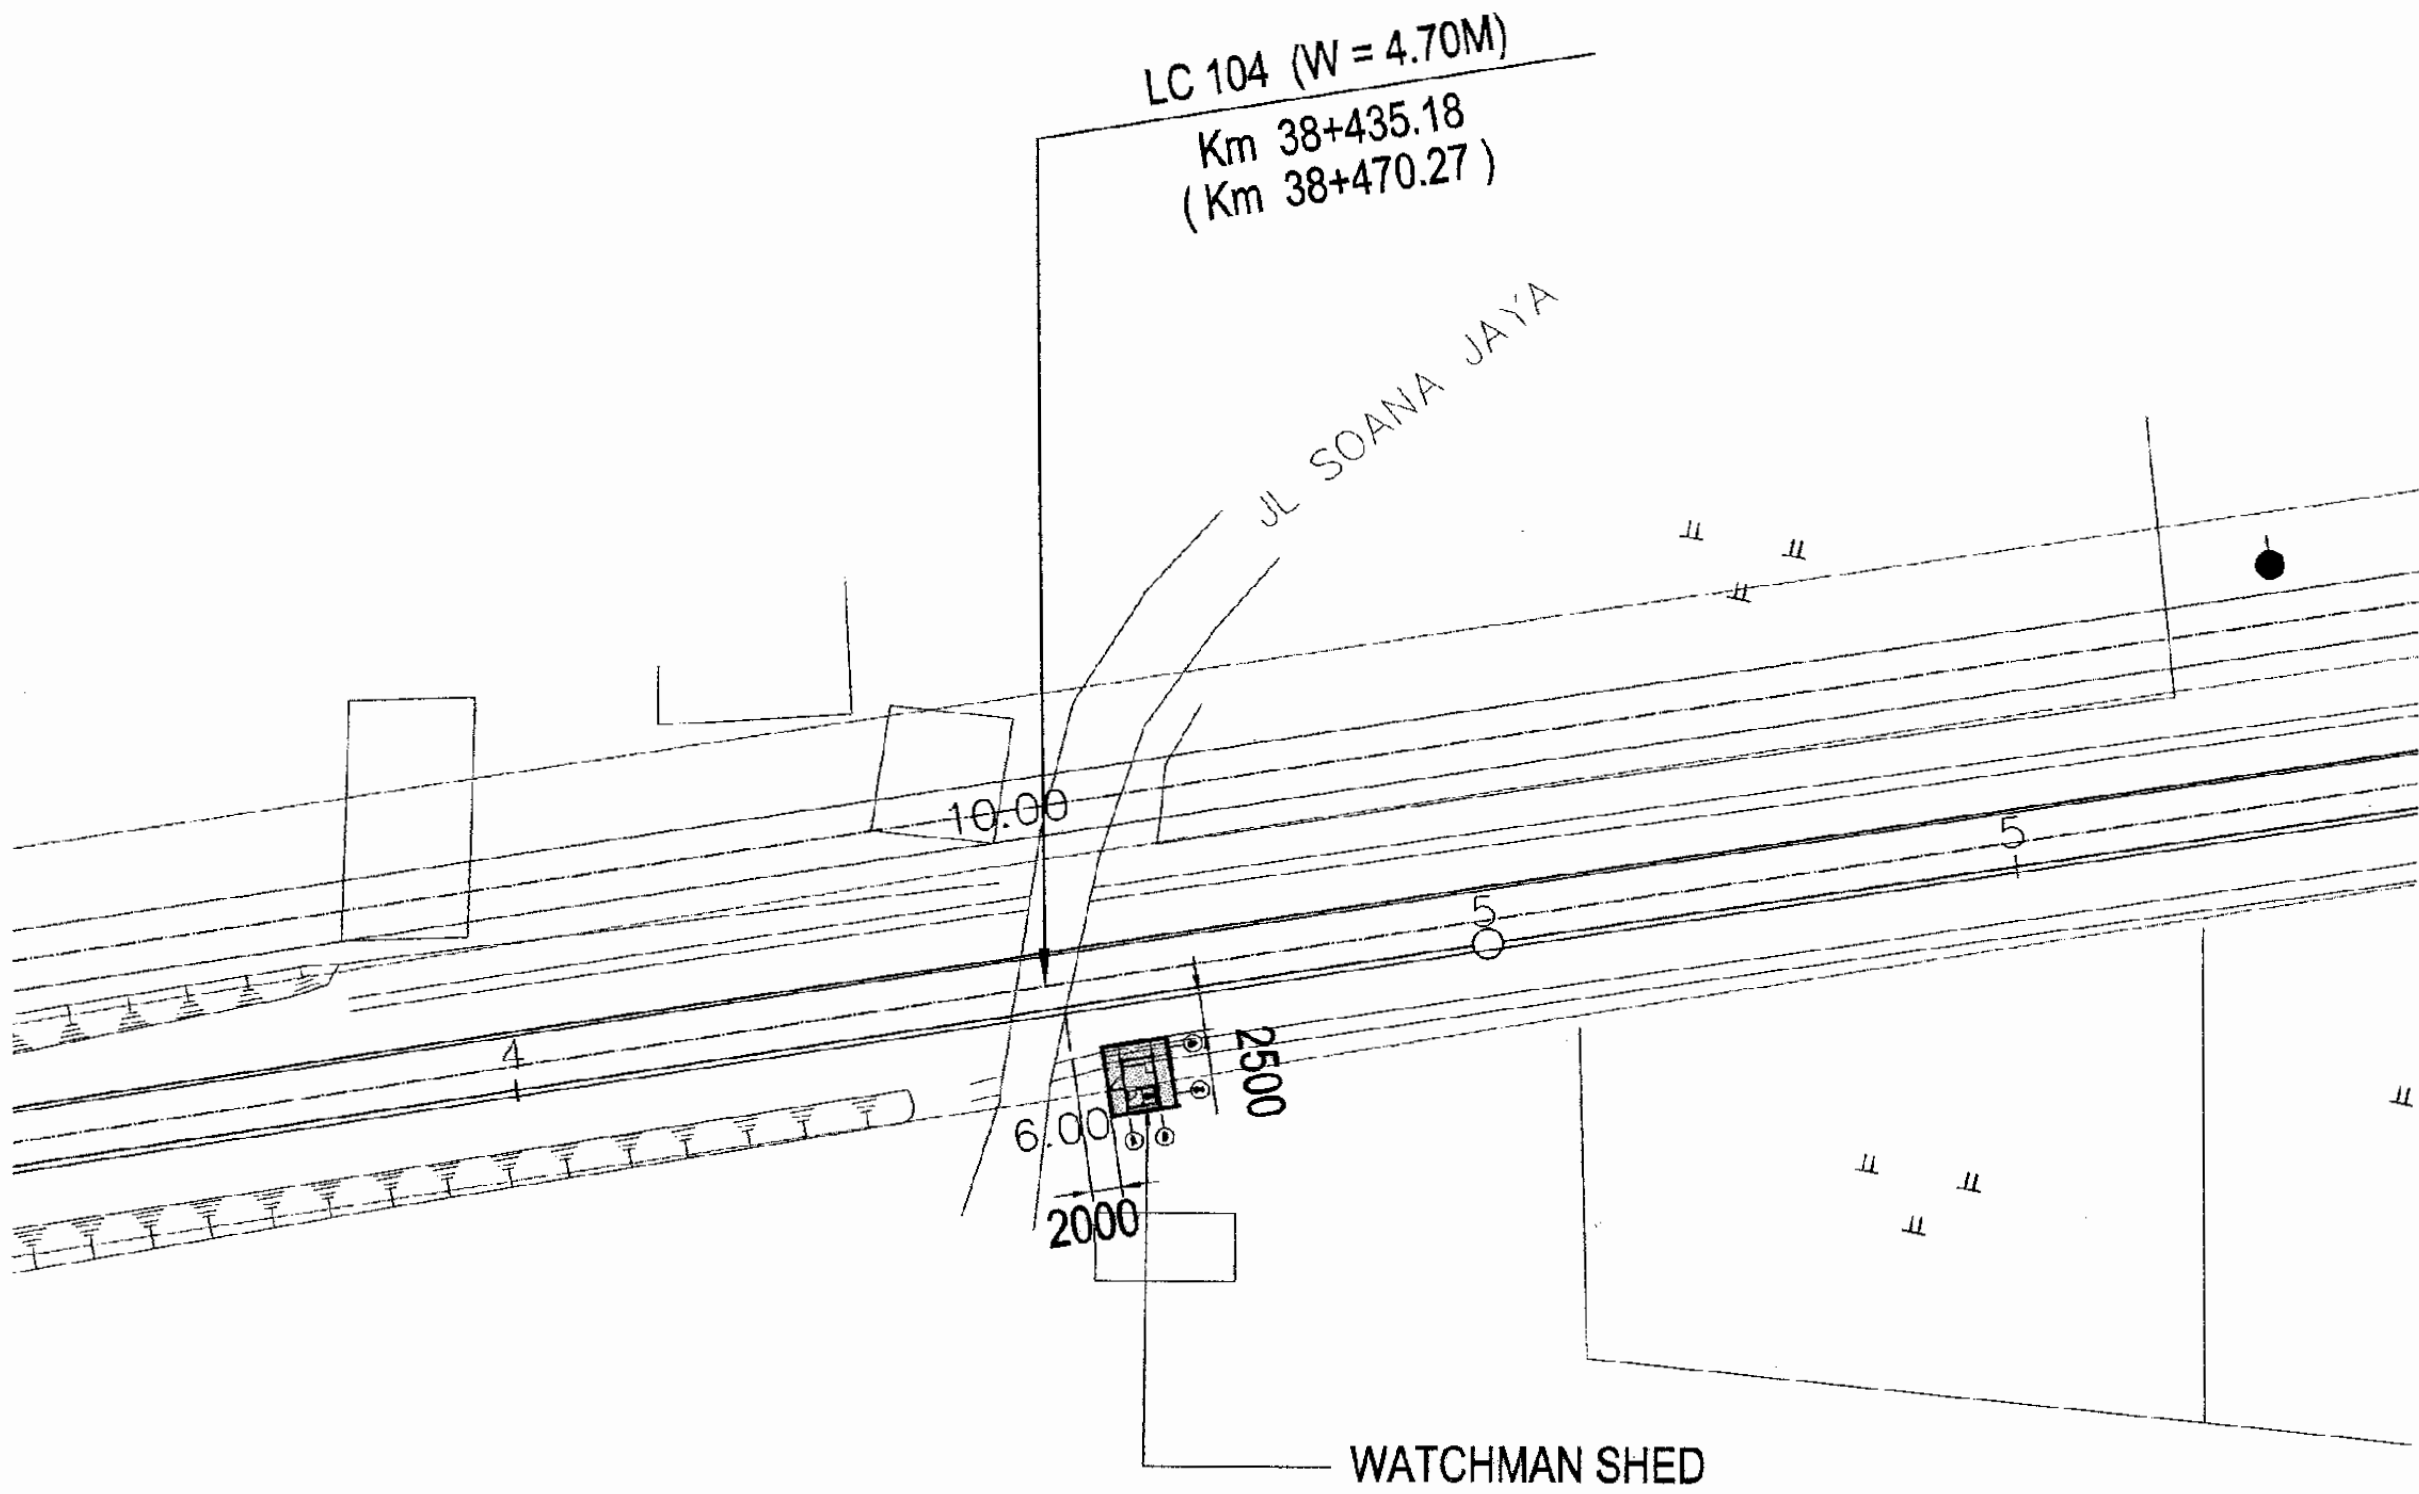 LC 104 (W = 4.70M)
Km 38+435.18
( Km 38+470.27 )
JL SOANA JAYA
10.00
5
5
4
2500
6.00
2000
WATCHMAN SHED